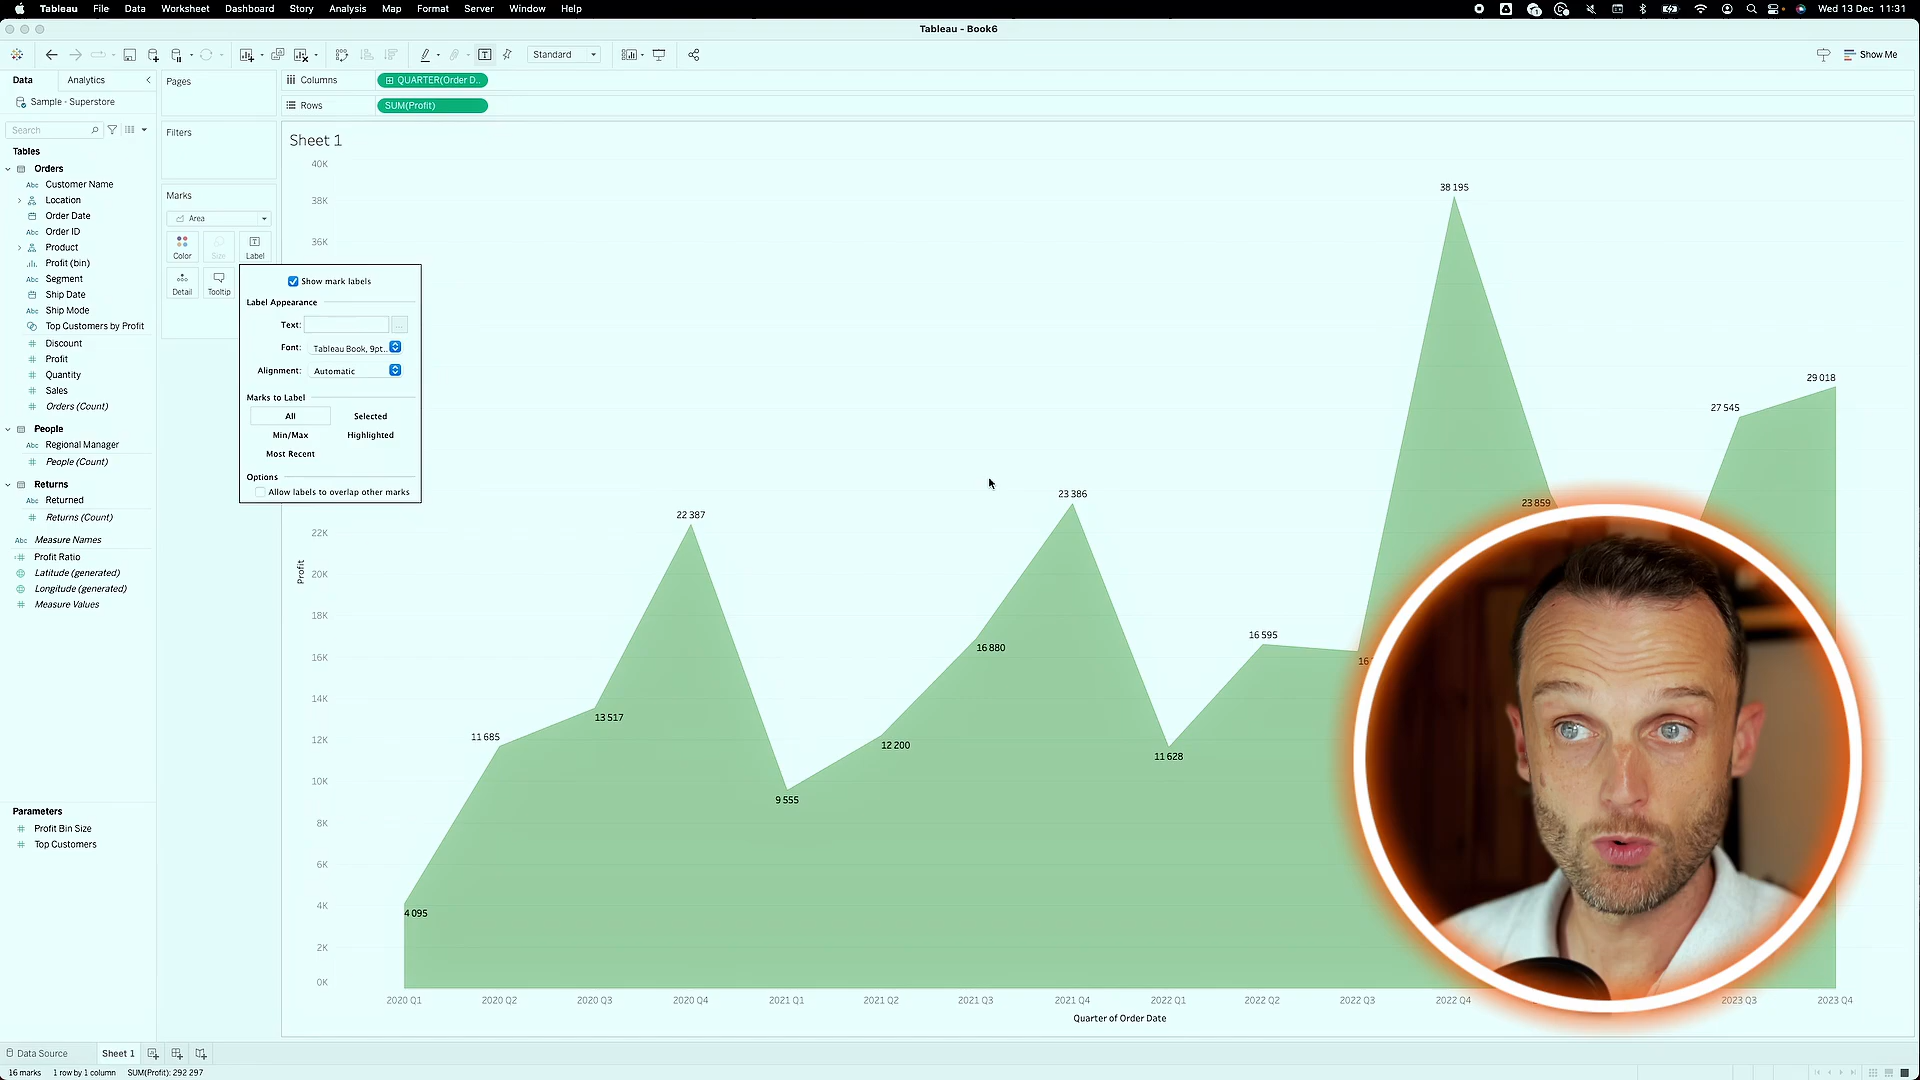 Tableau File Data Worksheet Dashboard Story Analysis Map Format Server Window Help Wed 13 Dec 11:31
Tableau - Book6
Standard Show Me
Data Analytics
Sample - Superstore
Search
Tables
Orders
Abc Customer Name
Location
Order Date
Abc Order ID
Product
Profit (bin)
Abc Segment
Ship Date
Abc Ship Mode
Top Customers by Profit
Discount
Profit
Quantity
Sales
Orders (Count)
People
Abc Regional Manager
People (Count)
Returns
Abc Returned
Returns (Count)
Abc Measure Names
Profit Ratio
Latitude (generated)
Longitude (generated)
Measure Values
Parameters
Profit Bin Size
Top Customers
Pages
Filters
Marks
Area
Color Size Label
Detail Tooltip
Show mark labels
Label Appearance
Text: ...
Font: Tableau Book, 9pt..
Alignment: Automatic
Marks to Label
All Selected
Min/Max Highlighted
Most Recent
Options
Allow labels to overlap other marks
Columns QUARTER(Order D..
Rows SUM(Profit)
Sheet 1
40K
38K
36K
22K
20K
18K
16K
14K
12K
10K
8K
6K
4K
2K
0K
Profit
4 095
11 685
13 517
22 387
9 555
12 200
16 880
23 386
11 628
16 595
16
38 195
23 859
27 545
29 018
2020 Q1 2020 Q2 2020 Q3 2020 Q4 2021 Q1 2021 Q2 2021 Q3 2021 Q4 2022 Q1 2022 Q2 2022 Q3 2022 Q4 2023 Q3 2023 Q4
Quarter of Order Date
Data Source Sheet 1
16 marks 1 row by 1 column SUM(Profit): 292 297